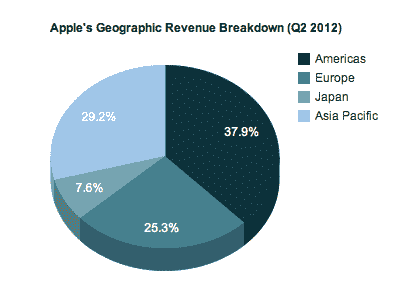 Apple's Geographic Revenue Breakdown (Q2 2012)
Americas
Europe
Japan
Asia Pacific
29.2%
37.9%
7.6%
25.3%